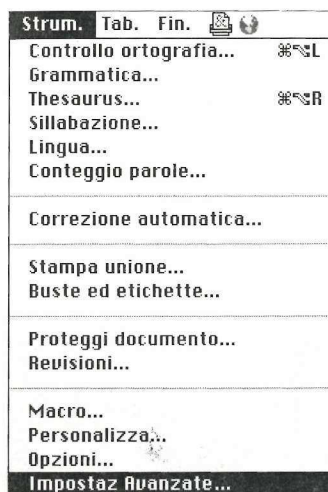 Strum. Tab. Fin.
Controllo ortografia... ⌘⌥L
Grammatica...
Thesaurus... ⌘⌥R
Sillabazione...
Lingua...
Conteggio parole...
Correzione automatica...
Stampa unione...
Buste ed etichette...
Proteggi documento...
Revisioni...
Macro...
Personalizza...
Opzioni...
Impostaz Avanzate...